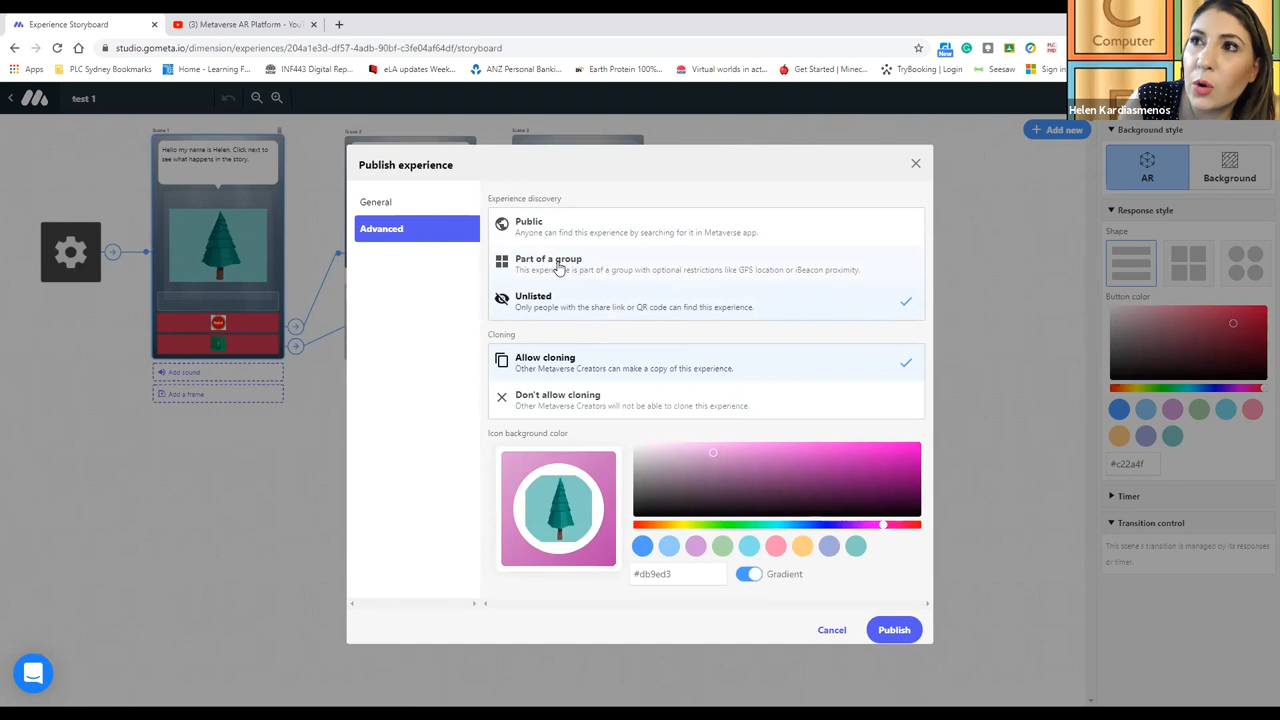 Experience Storyboard
(3) Metaverse AR Platform - YouT
studio.gometa.io/dimension/experiences/204a1e3d-df57-4adb-90bf-c3fe04af64df/storyboard
New
Apps
PLC Sydney Bookmarks
Home - Learning F...
INF443 Digital Rep...
eLA updates Week...
ANZ Personal Banki...
Earth Protein 100%...
Virtual worlds in act...
Get Started | Minec...
TryBooking | Login
Seesaw
Sign in
C
Computer
Helen Kardiasmenos
test 1
Add new
Scene 1
Scene 2
Scene 3
Hello my name is Helen. Click next to
see what happens in the story.
Add sound
Add a frame
Publish experience
General
Advanced
Experience discovery
Public
Anyone can find this experience by searching for it in Metaverse app.
Part of a group
This experience is part of a group with optional restrictions like GPS location or iBeacon proximity.
Unlisted
Only people with the share link or QR code can find this experience.
Cloning
Allow cloning
Other Metaverse Creators can make a copy of this experience.
Don't allow cloning
Other Metaverse Creators will not be able to clone this experience.
Icon background color
#db9ed3
Gradient
Cancel
Publish
Background style
AR
Background
Response style
Shape
Button color
#c22a4f
Timer
Transition control
This scene's transition is managed by its responses
or timer.